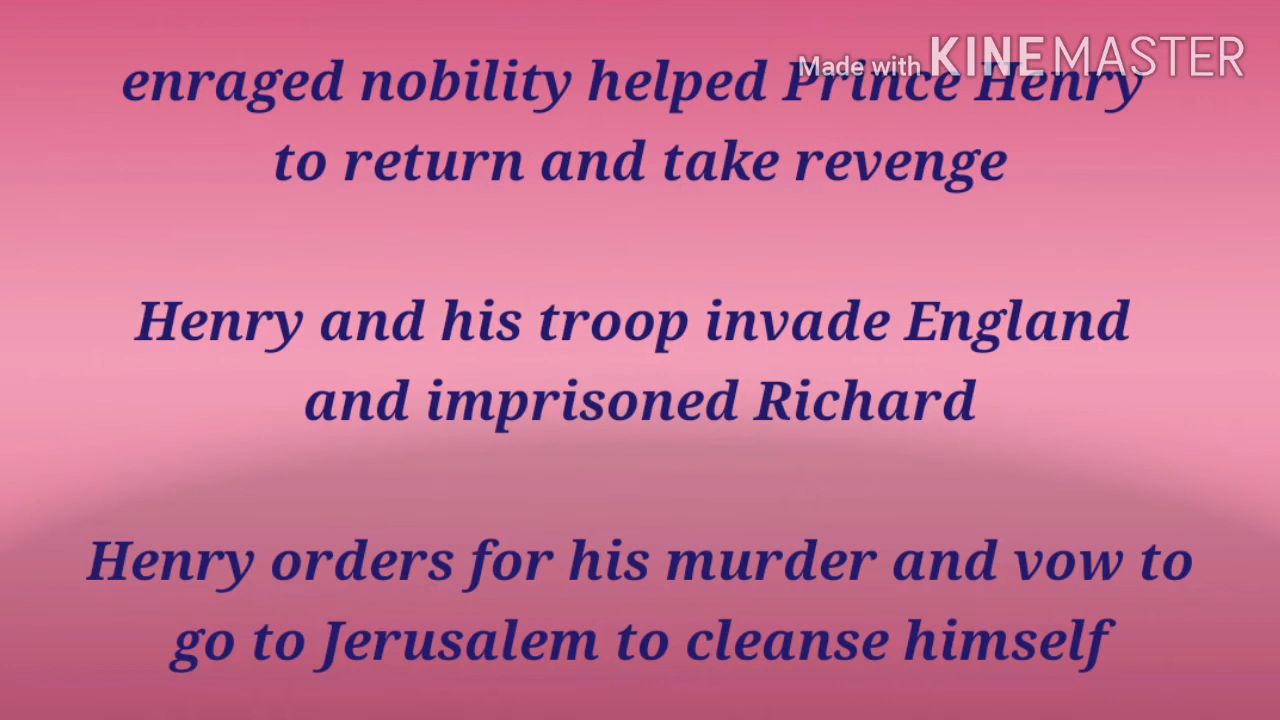 Made with KINEMASTER
enraged nobility helped Prince Henry
to return and take revenge
Henry and his troop invade England
and imprisoned Richard
Henry orders for his murder and vow to
go to Jerusalem to cleanse himself